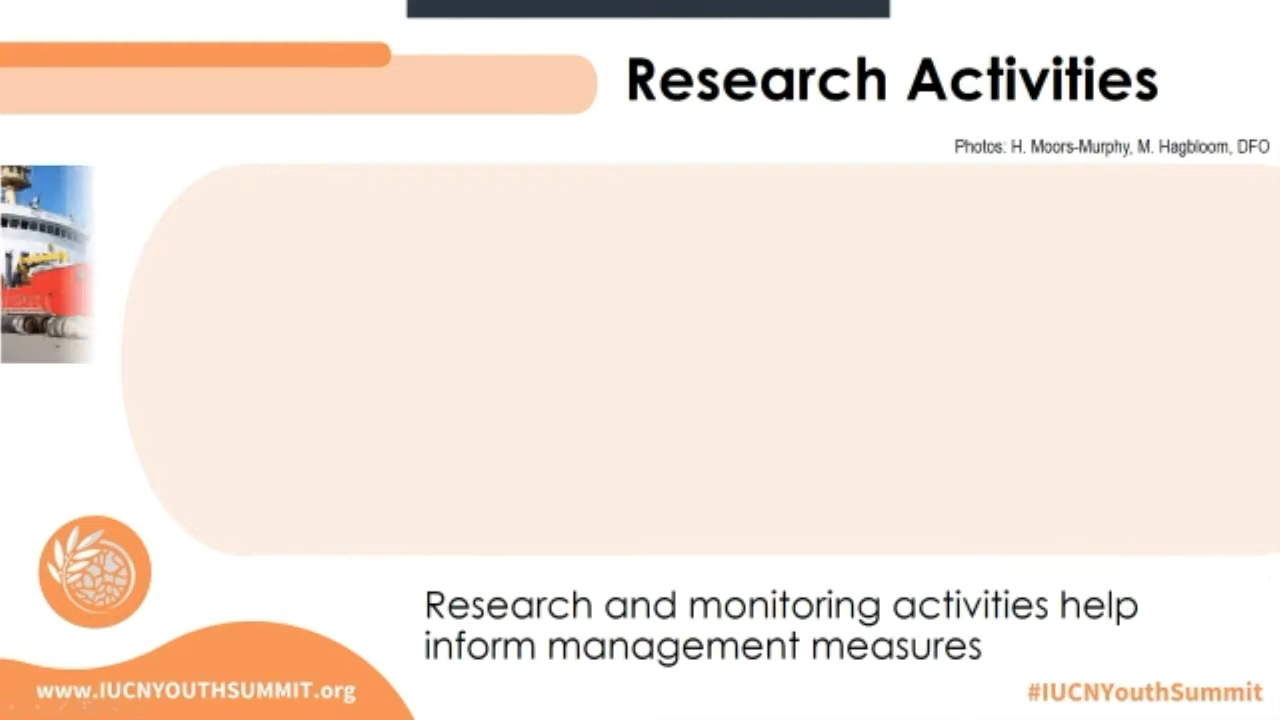 Research Activities
Photos: H. Moors-Murphy, M. Hagbloom, DFO
Research and monitoring activities help
inform management measures
www.IUCNYOUTHSUMMIT.org
#IUCNYouthSummit